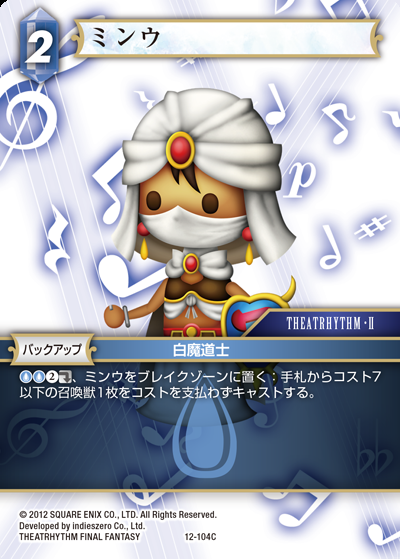 2
ミンウ
THEATRHYTHM・II
バックアップ
白魔道士
2、ミンウをブレイクゾーンに置く：手札からコスト7
以下の召喚獣1枚をコストを支払わずキャストする。
© 2012 SQUARE ENIX CO., LTD. All Rights Reserved.
Developed by indieszero Co., Ltd.
THEATRHYTHM FINAL FANTASY
12-104C